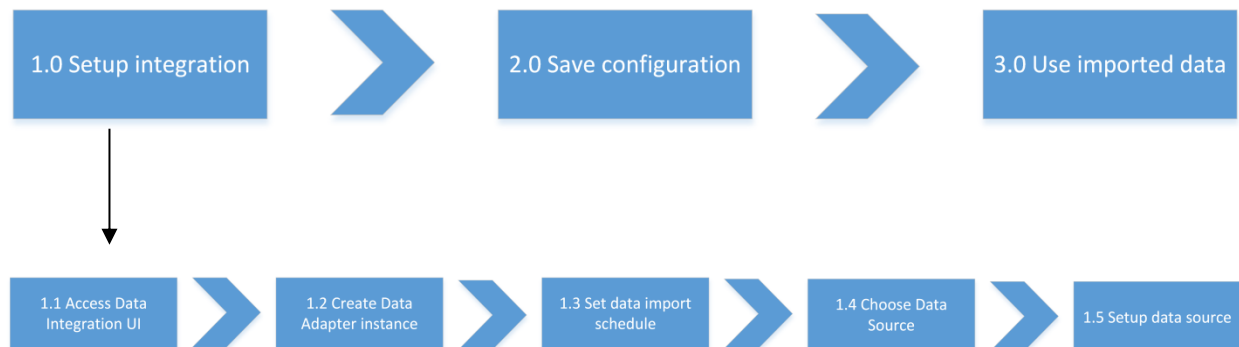 1.0 Setup integration
2.0 Save configuration
3.0 Use imported data
1.1 Access Data
Integration UI
1.2 Create Data
Adapter instance
1.3 Set data import
schedule
1.4 Choose Data
Source
1.5 Setup data source